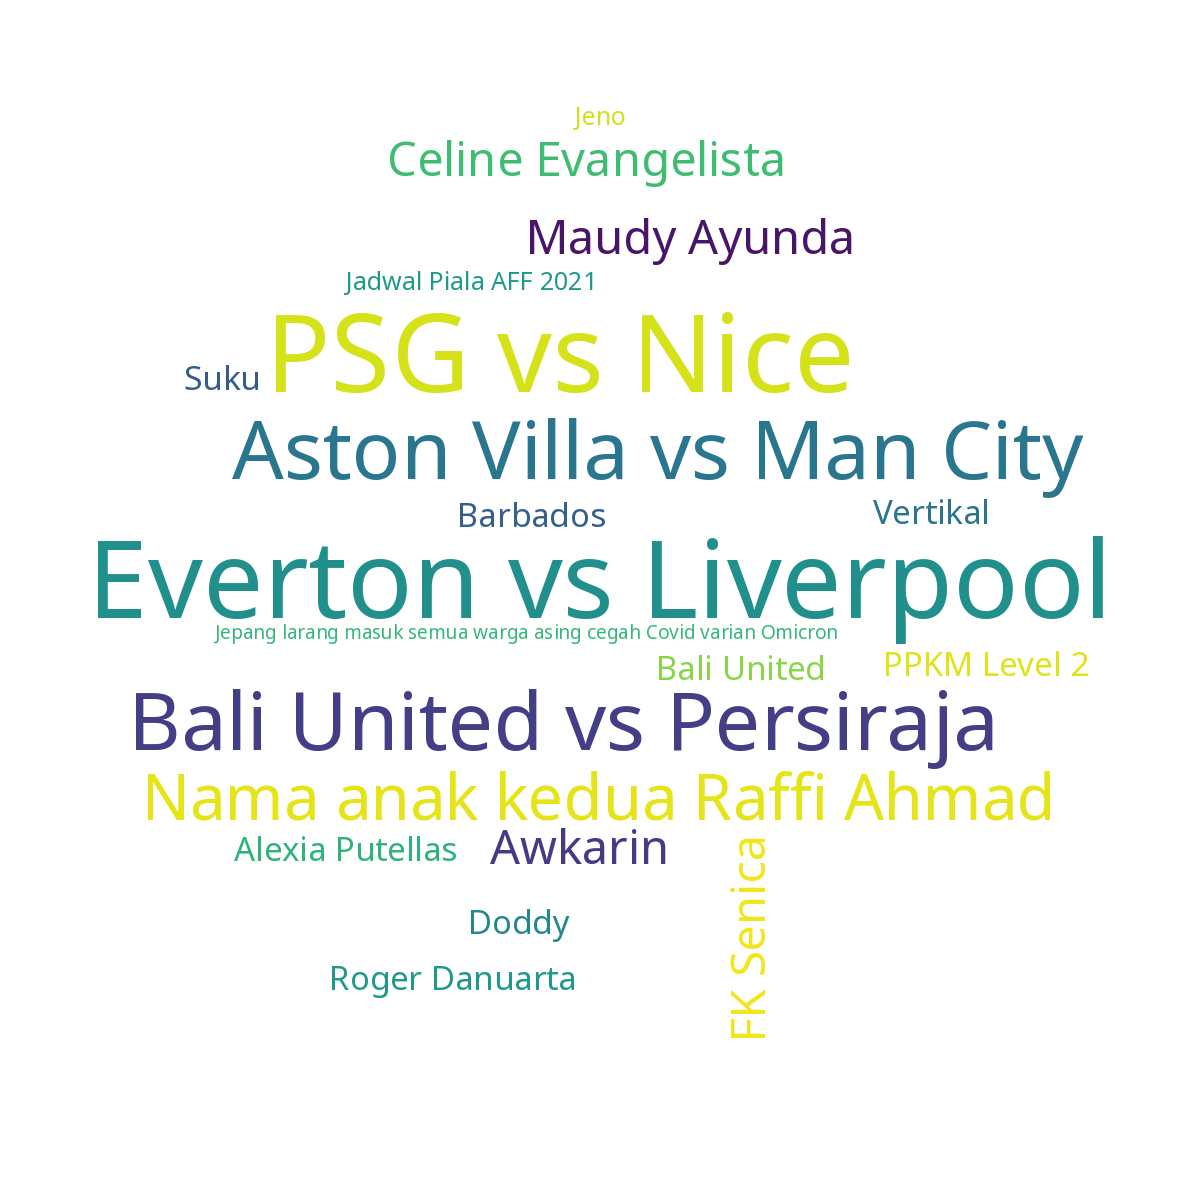 Jeno
Celine Evangelista
Maudy Ayunda
Jadwal Piala AFF 2021
PSG vs Nice
Suku
Aston Villa vs Man City
Barbados
Vertikal
Everton vs Liverpool
Jepang larang masuk semua warga asing cegah Covid varian Omicron
Bali United
PPKM Level 2
Bali United vs Persiraja
Nama anak kedua Raffi Ahmad
Alexia Putellas
Awkarin
FK Senica
Doddy
Roger Danuarta